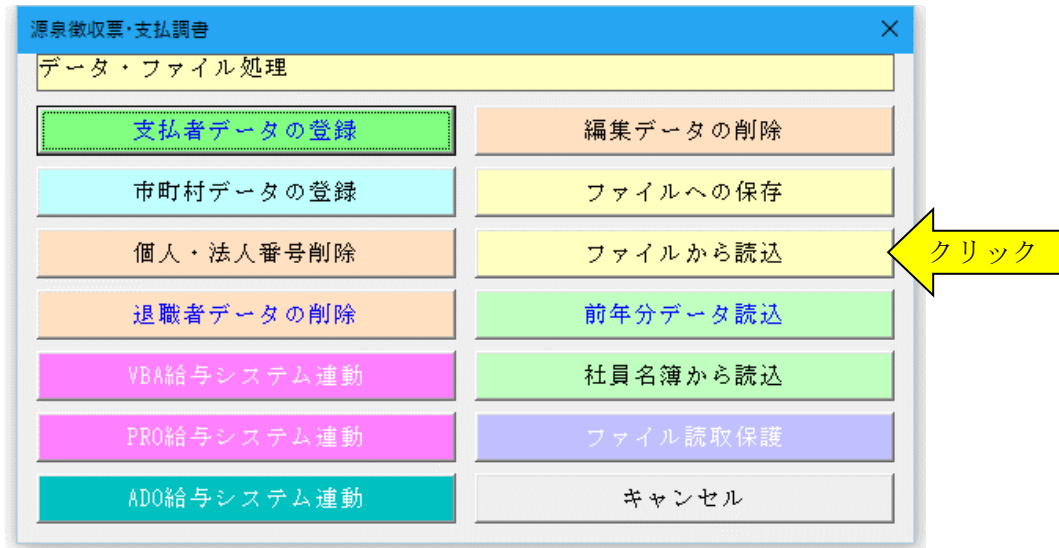 源泉徴収票･支払調書
データ・ファイル処理
支払者データの登録
編集データの削除
市町村データの登録
ファイルへの保存
個人・法人番号削除
ファイルから読込
クリック
退職者データの削除
前年分データ読込
VBA給与システム連動
社員名簿から読込
PRO給与システム連動
ファイル読取保護
ADO給与システム連動
キャンセル